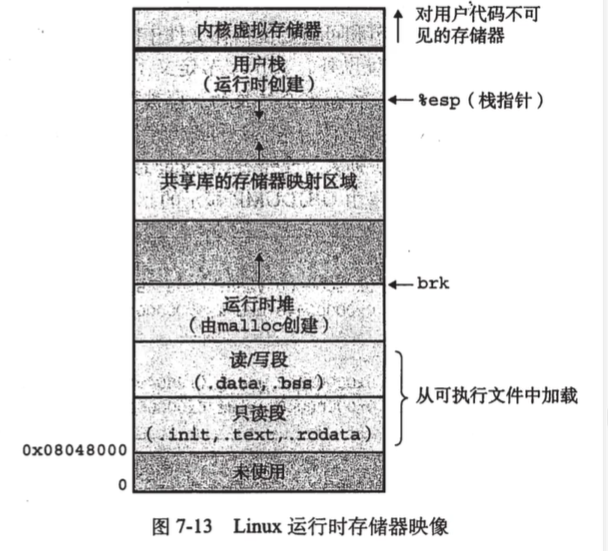 内核虚拟存储器
对用户代码不可
见的存储器
用户栈
(运行时创建)
%esp (栈指针)
共享库的存储器映射区域
brk
运行时堆
(由malloc创建)
读/写段
(.data,.bss)
从可执行文件中加载
只读段
(.init,.text,.rodata)
0x08048000
未使用
0
图 7-13 Linux 运行时存储器映像